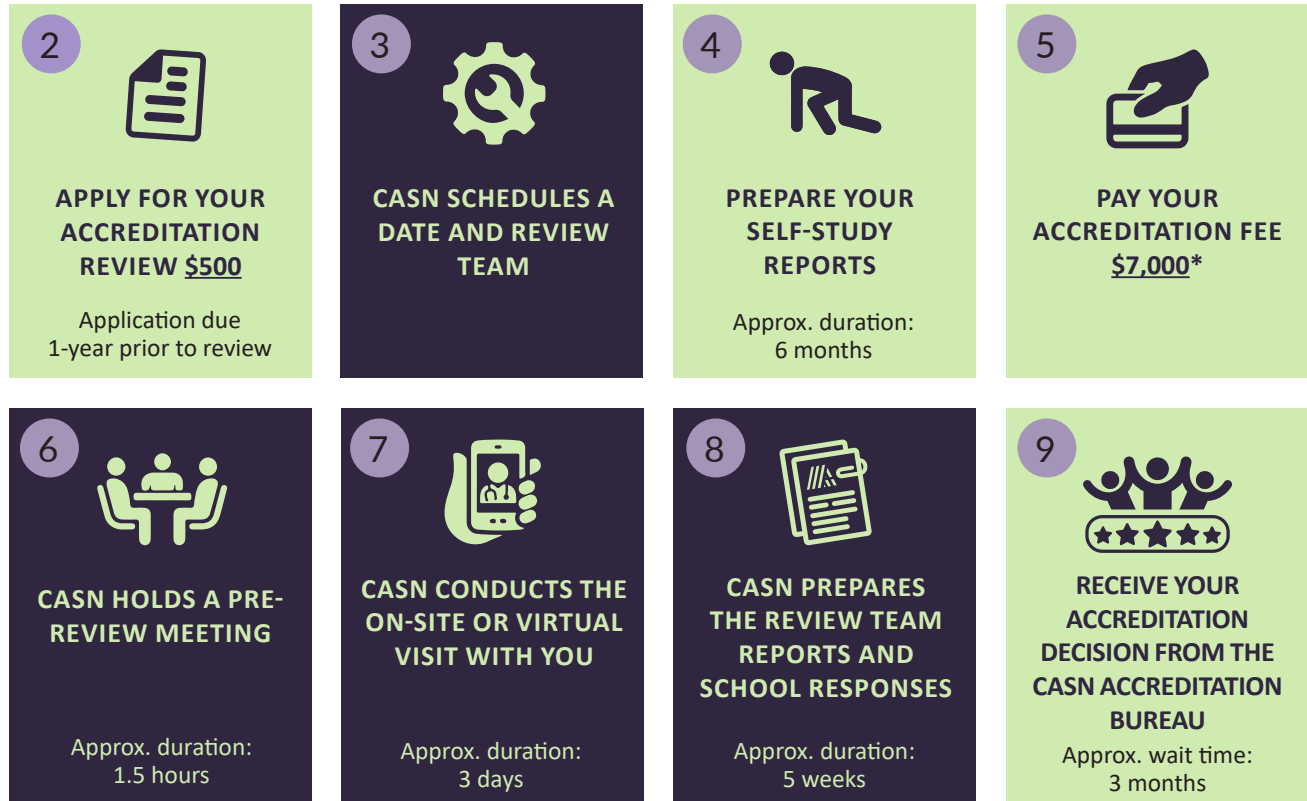 2
APPLY FOR YOUR
ACCREDITATION
REVIEW $500
Application due
1-year prior to review
3
CASN SCHEDULES A
DATE AND REVIEW
TEAM
4
PREPARE YOUR
SELF-STUDY
REPORTS
Approx. duration:
6 months
5
PAY YOUR
ACCREDITATION FEE
$7,000*
6
CASN HOLDS A PRE-
REVIEW MEETING
Approx. duration:
1.5 hours
7
CASN CONDUCTS THE
ON-SITE OR VIRTUAL
VISIT WITH YOU
Approx. duration:
3 days
8
CASN PREPARES
THE REVIEW TEAM
REPORTS AND
SCHOOL RESPONSES
Approx. duration:
5 weeks
9
RECEIVE YOUR
ACCREDITATION
DECISION FROM THE
CASN ACCREDITATION
BUREAU
Approx. wait time:
3 months